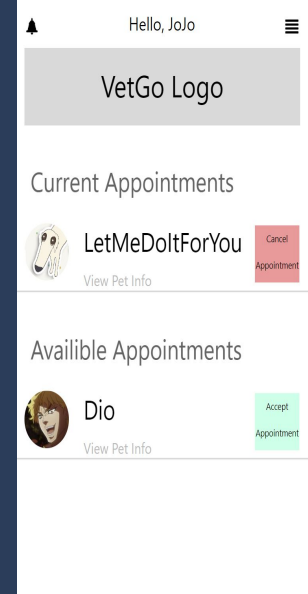 Hello, JoJo
VetGo Logo
Current Appointments
LetMeDoItForYou
View Pet Info
Cancel
Appointment
Availible Appointments
Dio
View Pet Info
Accept
Appointment